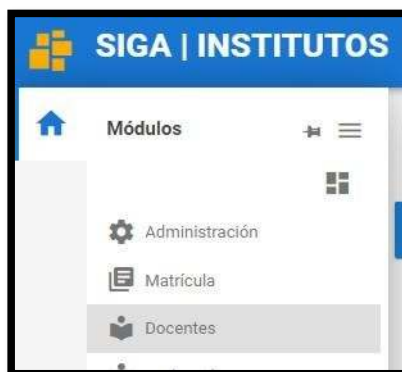 SIGA | INSTITUTOS
Módulos
Administración
Matrícula
Docentes